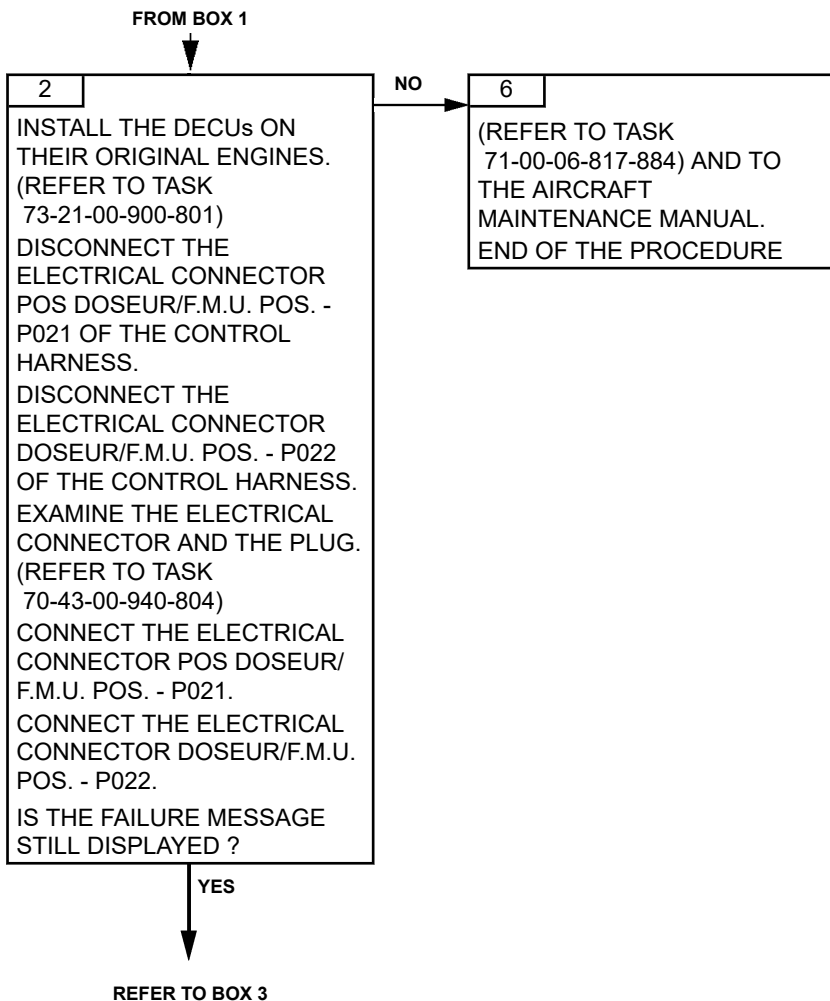 FROM BOX 1
2
INSTALL THE DECUs ON
THEIR ORIGINAL ENGINES.
(REFER TO TASK
73-21-00-900-801)
DISCONNECT THE
ELECTRICAL CONNECTOR
POS DOSEUR/F.M.U. POS. -
P021 OF THE CONTROL
HARNESS.
DISCONNECT THE
ELECTRICAL CONNECTOR
DOSEUR/F.M.U. POS. - P022
OF THE CONTROL HARNESS.
EXAMINE THE ELECTRICAL
CONNECTOR AND THE PLUG.
(REFER TO TASK
70-43-00-940-804)
CONNECT THE ELECTRICAL
CONNECTOR POS DOSEUR/
F.M.U. POS. - P021.
CONNECT THE ELECTRICAL
CONNECTOR DOSEUR/F.M.U.
POS. - P022.
IS THE FAILURE MESSAGE
STILL DISPLAYED ?
NO
6
(REFER TO TASK
71-00-06-817-884) AND TO
THE AIRCRAFT
MAINTENANCE MANUAL.
END OF THE PROCEDURE
YES
REFER TO BOX 3